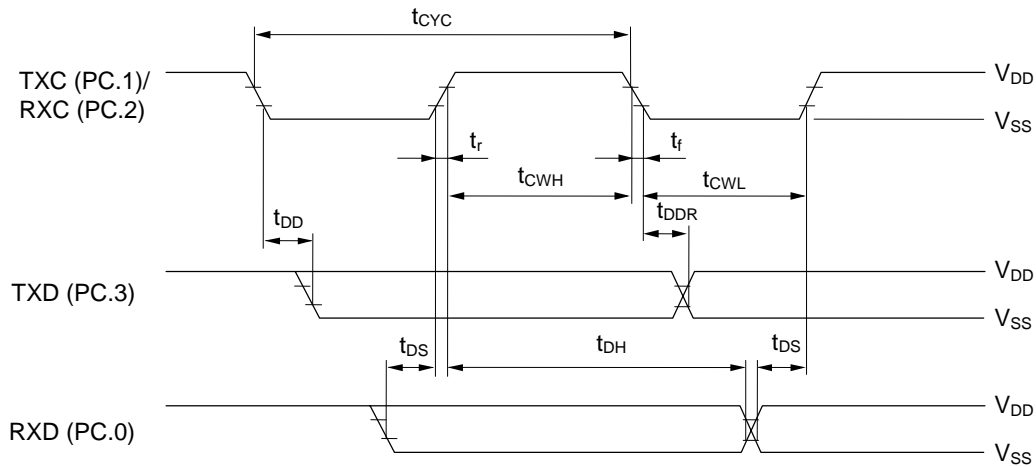 tCYC
TXC (PC.1)/
RXC (PC.2)
VDD
VSS
tr
tf
tCWH
tCWL
tDD
tDDR
TXD (PC.3)
VDD
VSS
tDS
tDH
tDS
RXD (PC.0)
VDD
VSS